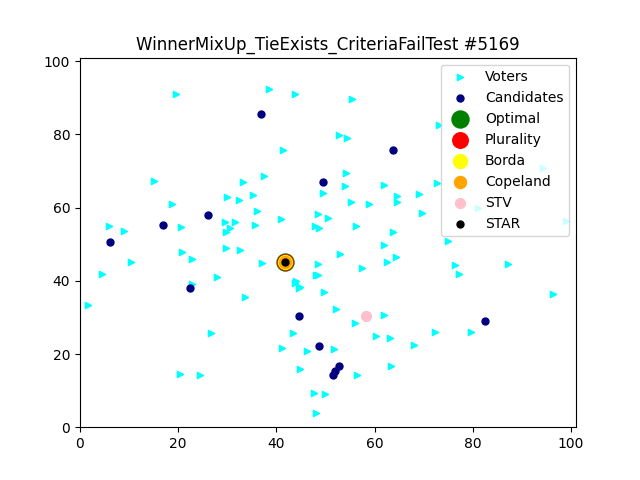 WinnerMixUp_TieExists_CriteriaFailTest #5169
100
80
60
40
20
0
0 20 40 60 80 100
Voters
Candidates
Optimal
Plurality
Borda
Copeland
STV
STAR